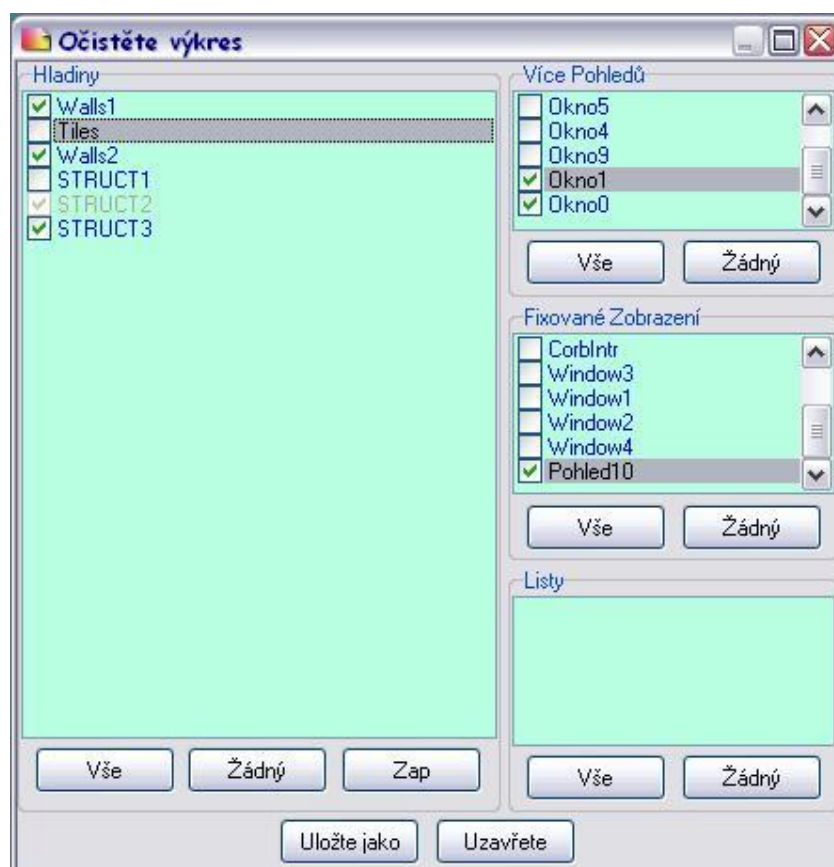 Očistěte výkres
Hladiny
Walls1
Tiles
Walls2
STRUCT1
STRUCT2
STRUCT3
Vše
Žádný
Zap
Více Pohledů
Okno5
Okno4
Okno9
Okno1
Okno0
Vše
Žádný
Fixované Zobrazení
CorbIntr
Window3
Window1
Window2
Window4
Pohled10
Vše
Žádný
Listy
Vše
Žádný
Uložte jako
Uzavřete